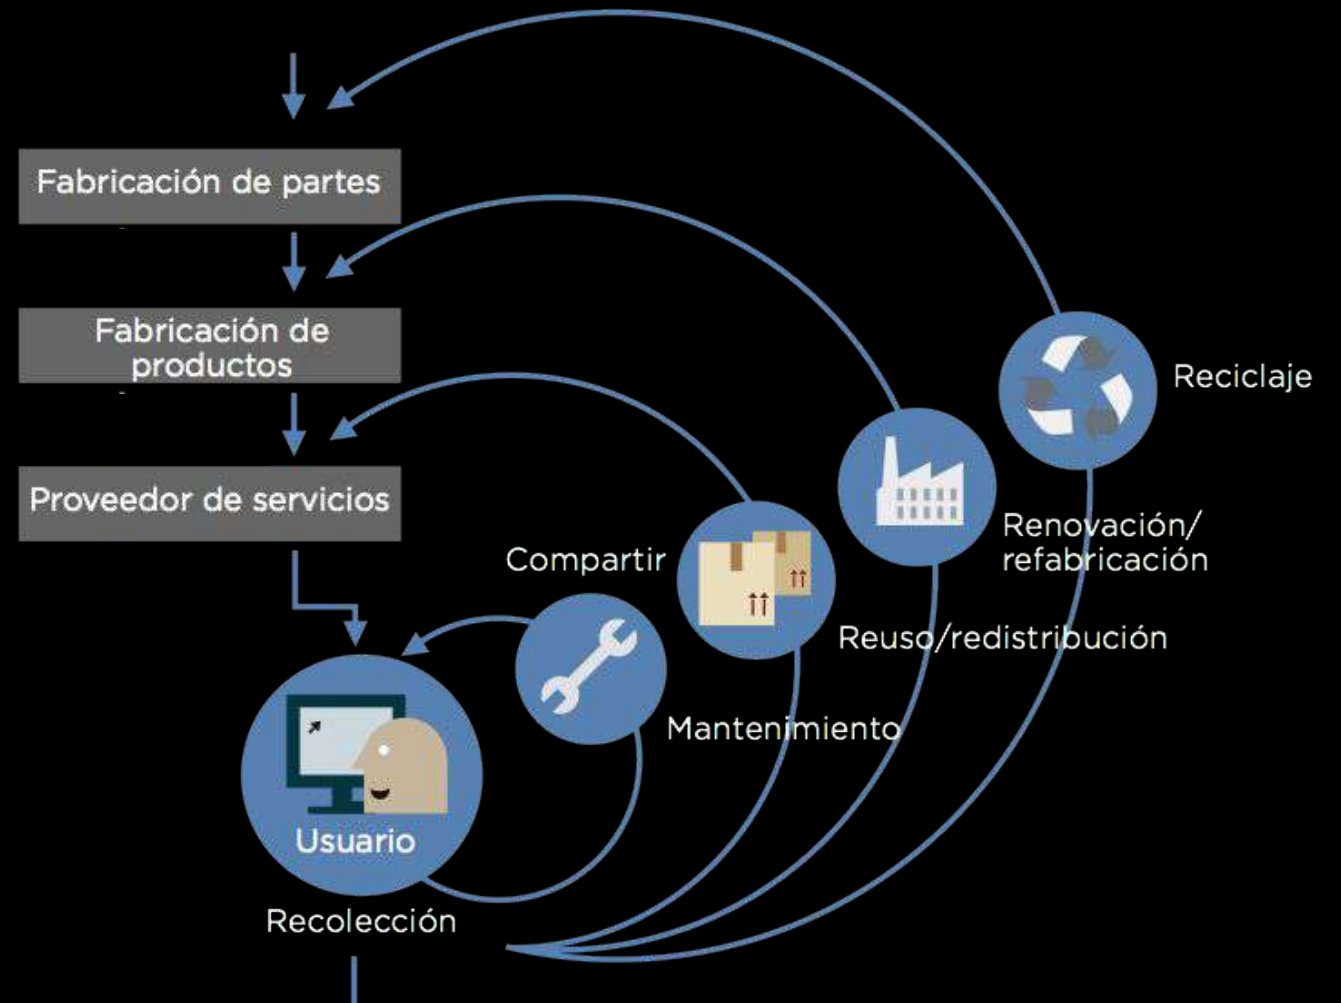 Fabricación de partes
Fabricación de
productos
Reciclaje
Proveedor de servicios
Renovación/
refabricación
Compartir
Reuso/redistribución
Mantenimiento
Usuario
Recolección